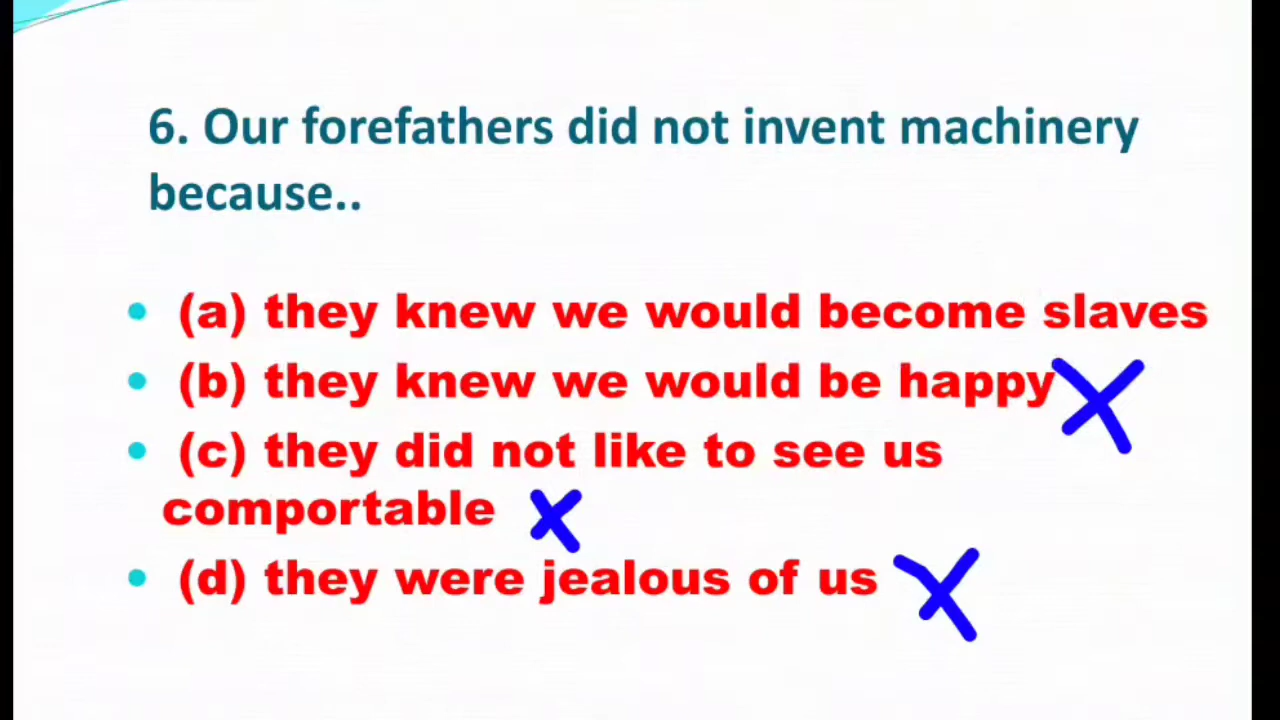 6. Our forefathers did not invent machinery
because..
• (a) they knew we would become slaves
• (b) they knew we would be happy
• (c) they did not like to see us
comportable
• (d) they were jealous of us